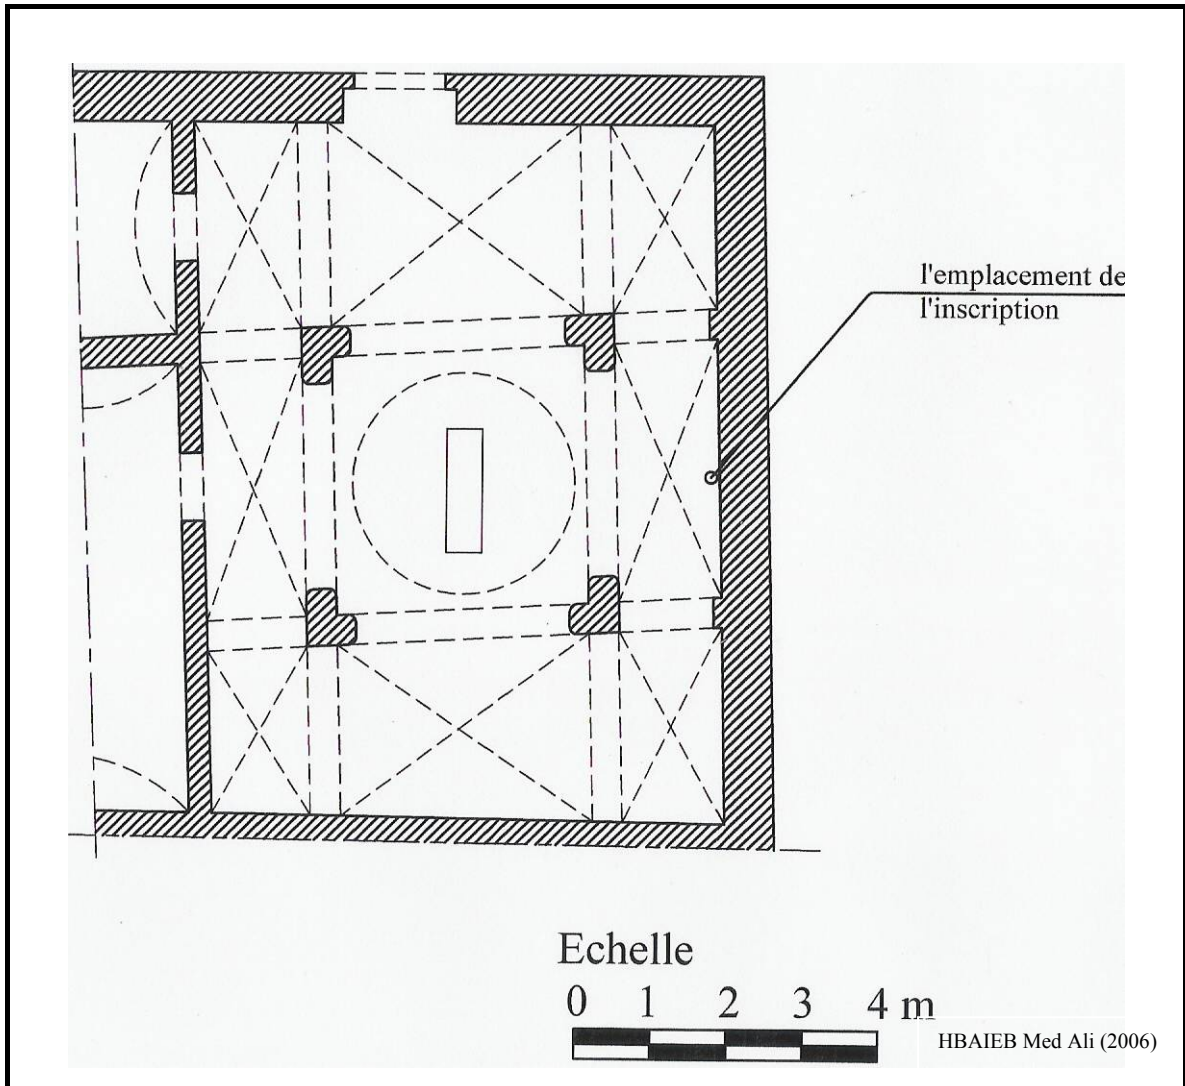 l'emplacement de
l'inscription
Echelle
0 1 2 3 4 m
HBAIEB Med Ali (2006)